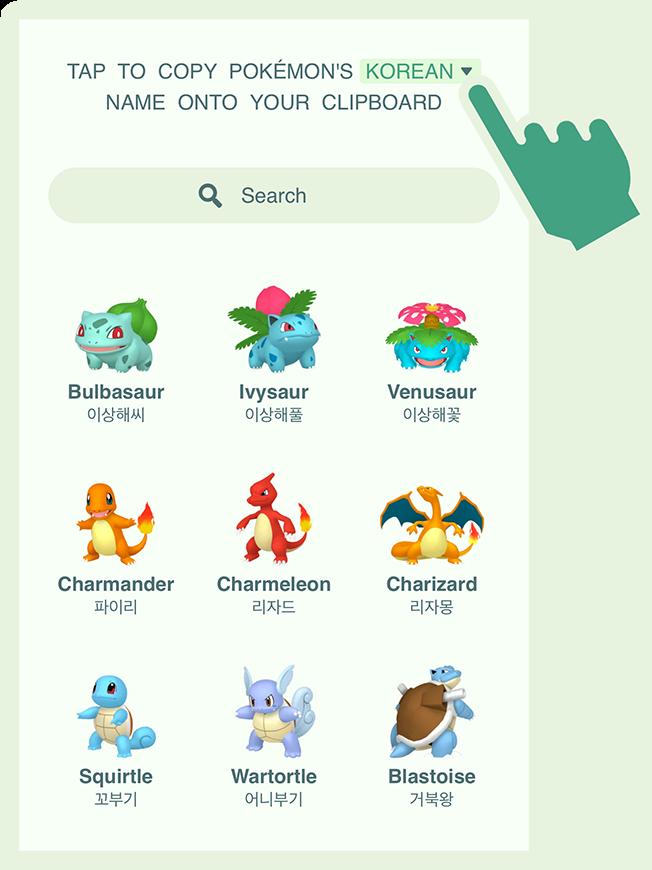 TAP TO COPY POKÉMON'S KOREAN
NAME ONTO YOUR CLIPBOARD
Search
Bulbasaur
이상해씨
Ivysaur
이상해풀
Venusaur
이상해꽃
Charmander
파이리
Charmeleon
리자드
Charizard
리자몽
Squirtle
꼬부기
Wartortle
어니부기
Blastoise
거북왕